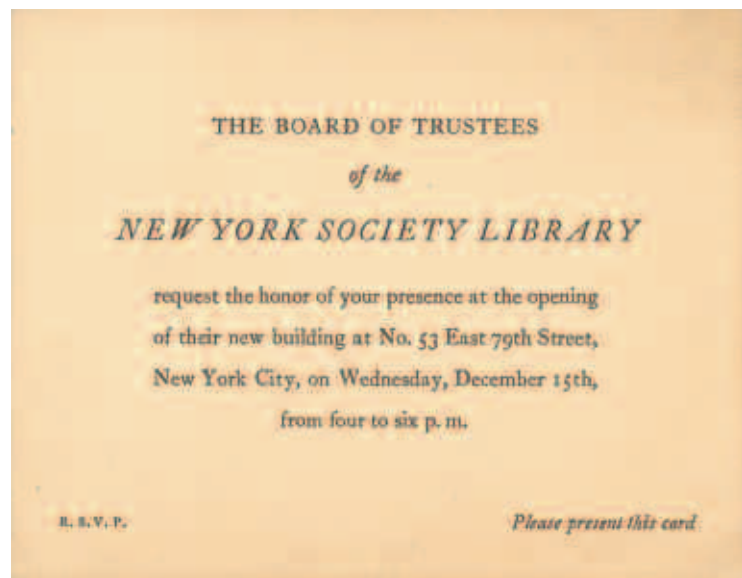 THE BOARD OF TRUSTEES
of the
NEW YORK SOCIETY LIBRARY
request the honor of your presence at the opening
of their new building at No. 53 East 79th Street,
New York City, on Wednesday, December 15th,
from four to six p. m.
R. S. V. P.
Please present this card